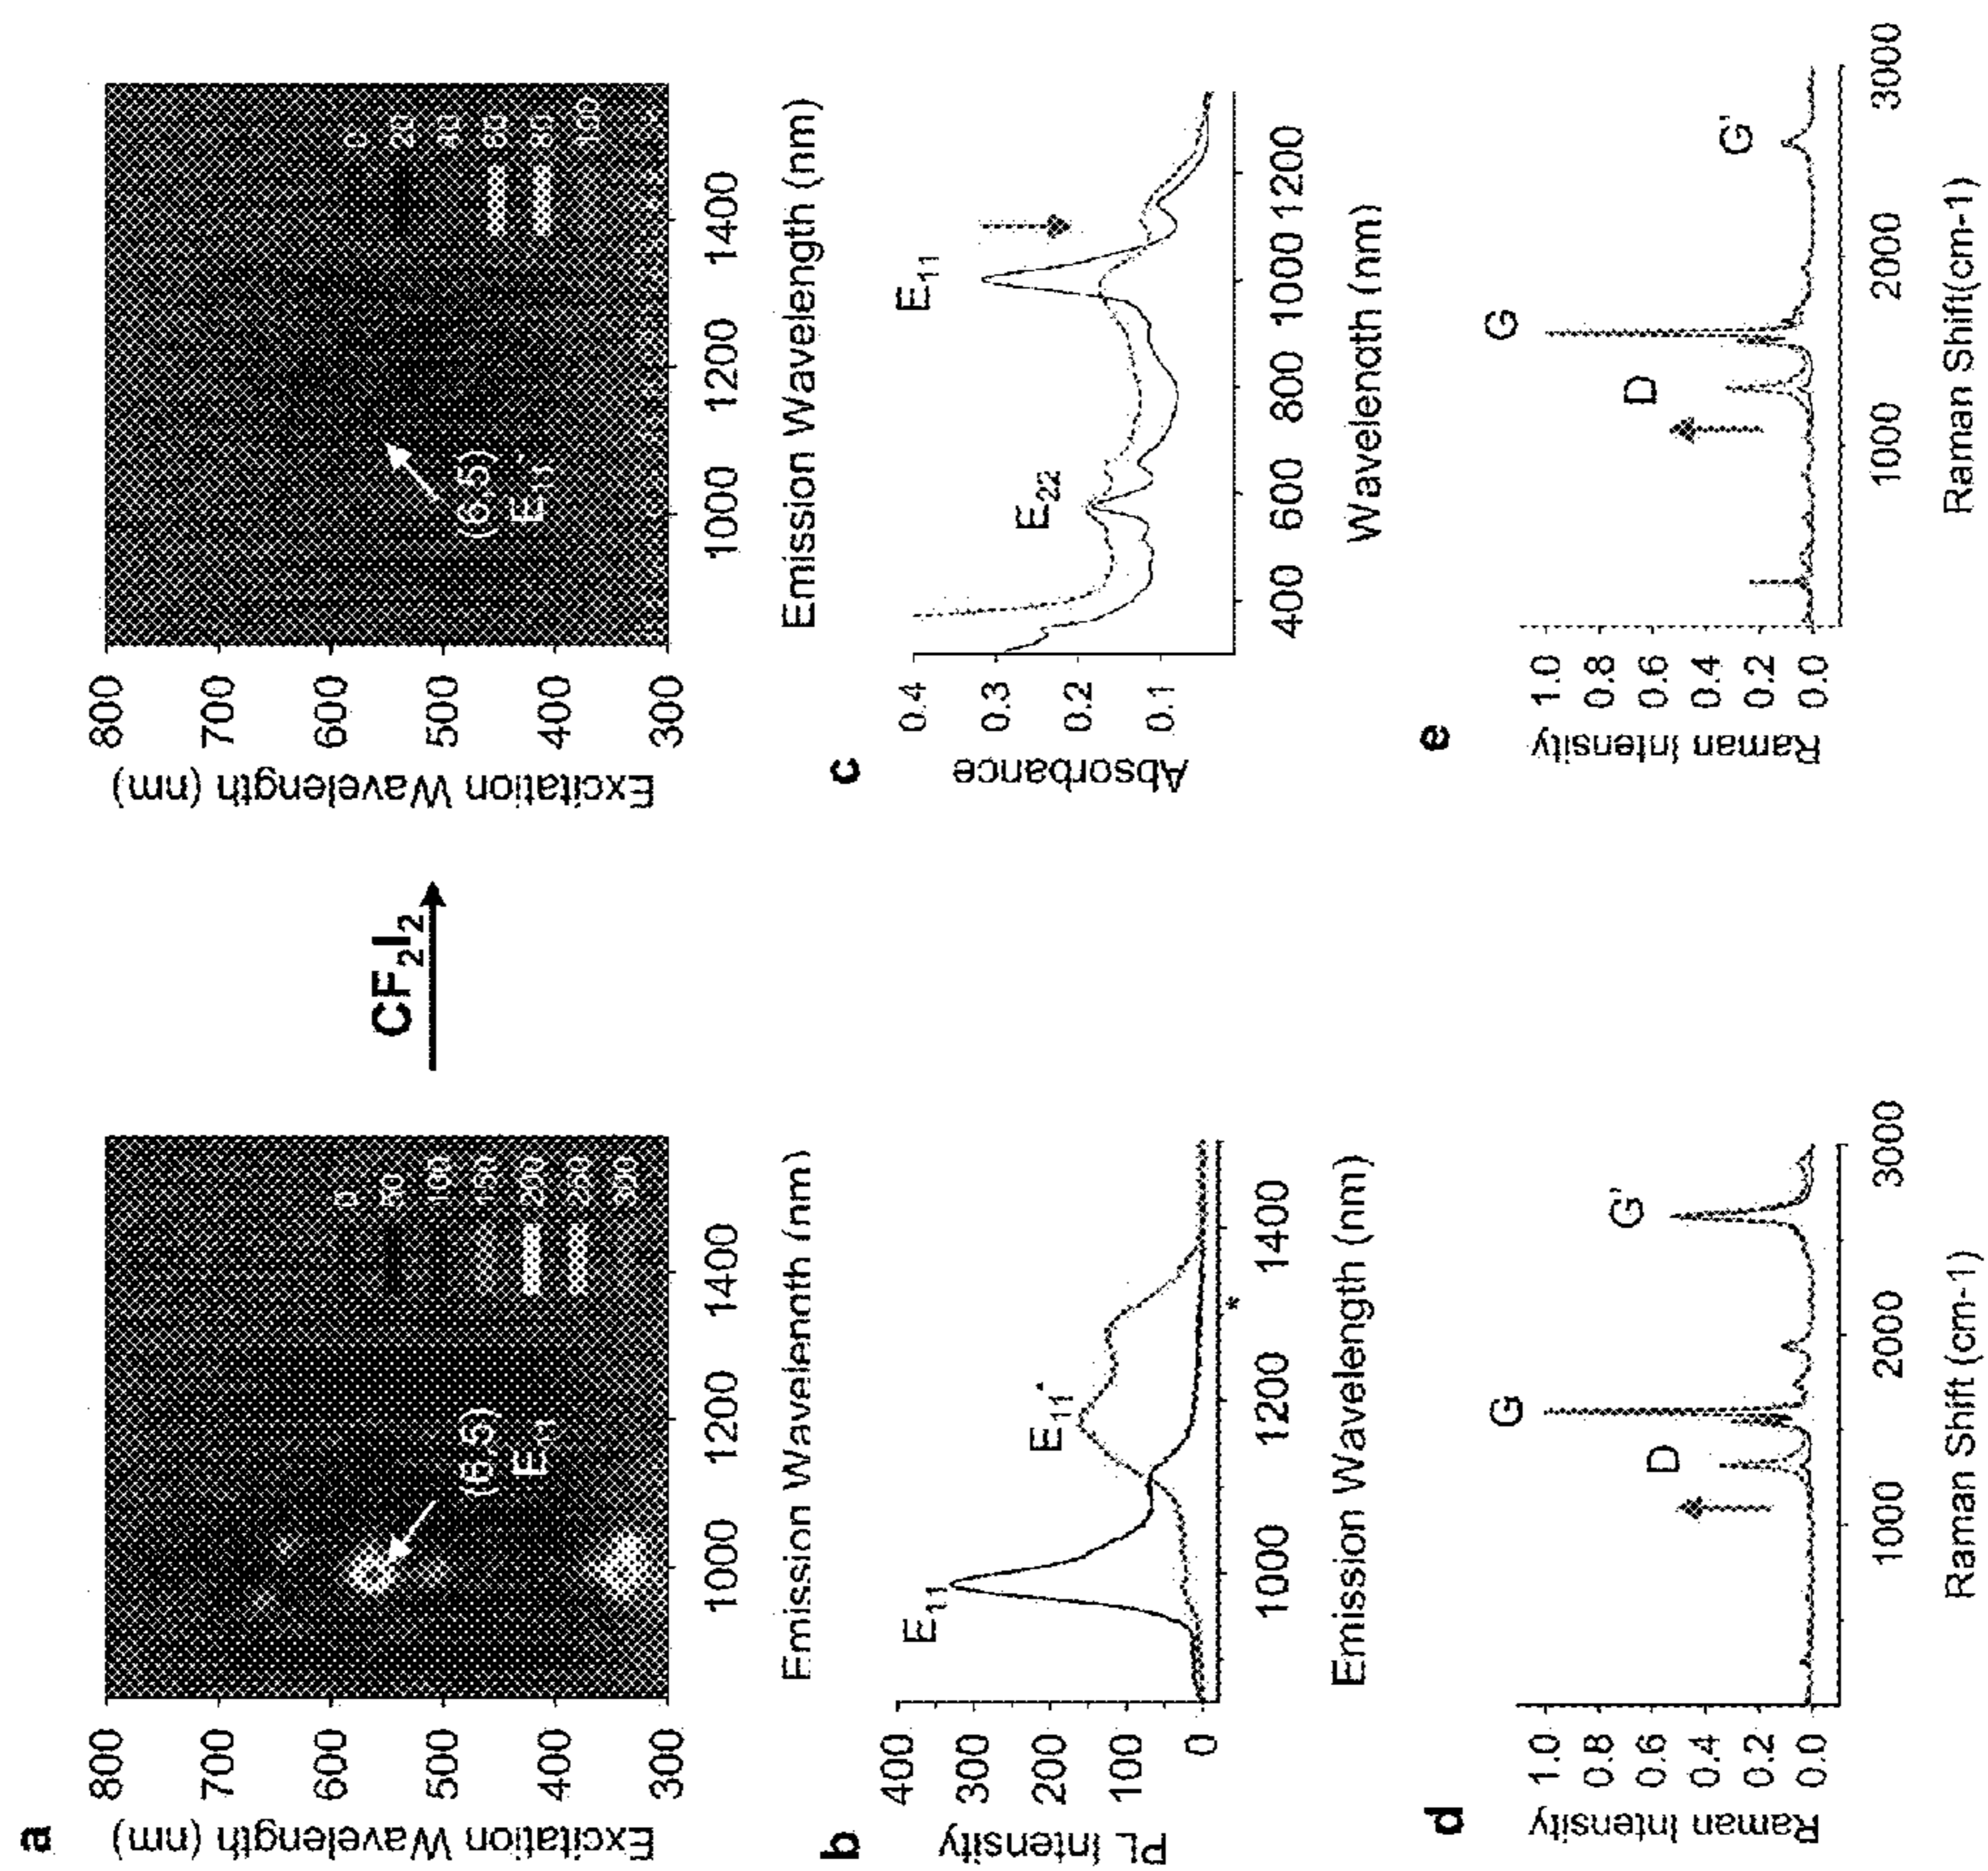 a
Excitation Wavelength (nm)
800
700
600
500
400
300
0
50
100
150
200
250
300
(6,5)
E11
1000 1200 1400
Emission Wavelength (nm)
CF2I2
Excitation Wavelength (nm)
800
700
600
500
400
300
0
20
40
60
80
100
(6,5)
E11-
1000 1200 1400
Emission Wavelength (nm)
b
PL Intensity
400
300
200
100
0
E11
E11-
*
1000 1200 1400
Emission Wavelength (nm)
c
Absorbance
0.4
0.3
0.2
0.1
E22
E11
400 600 800 1000 1200
Wavelength (nm)
d
Raman Intensity
1.0
0.8
0.6
0.4
0.2
0.0
D
G
G'
1000 2000 3000
Raman Shift (cm-1)
e
Raman Intensity
1.0
0.8
0.6
0.4
0.2
0.0
D
G
G'
1000 2000 3000
Raman Shift(cm-1)